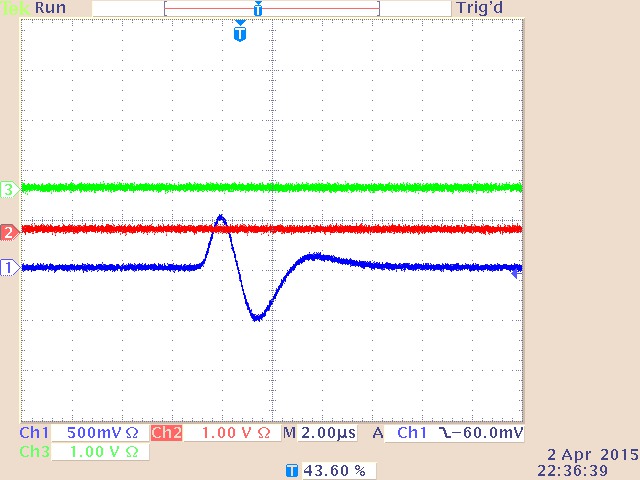 Tek Run Trig'd
T
T
3
2
1
Ch1 500mV Ω Ch2 1.00 V Ω M 2.00µs A Ch1 -60.0mV
Ch3 1.00 V Ω
2 Apr 2015
T 43.60 % 22:36:39